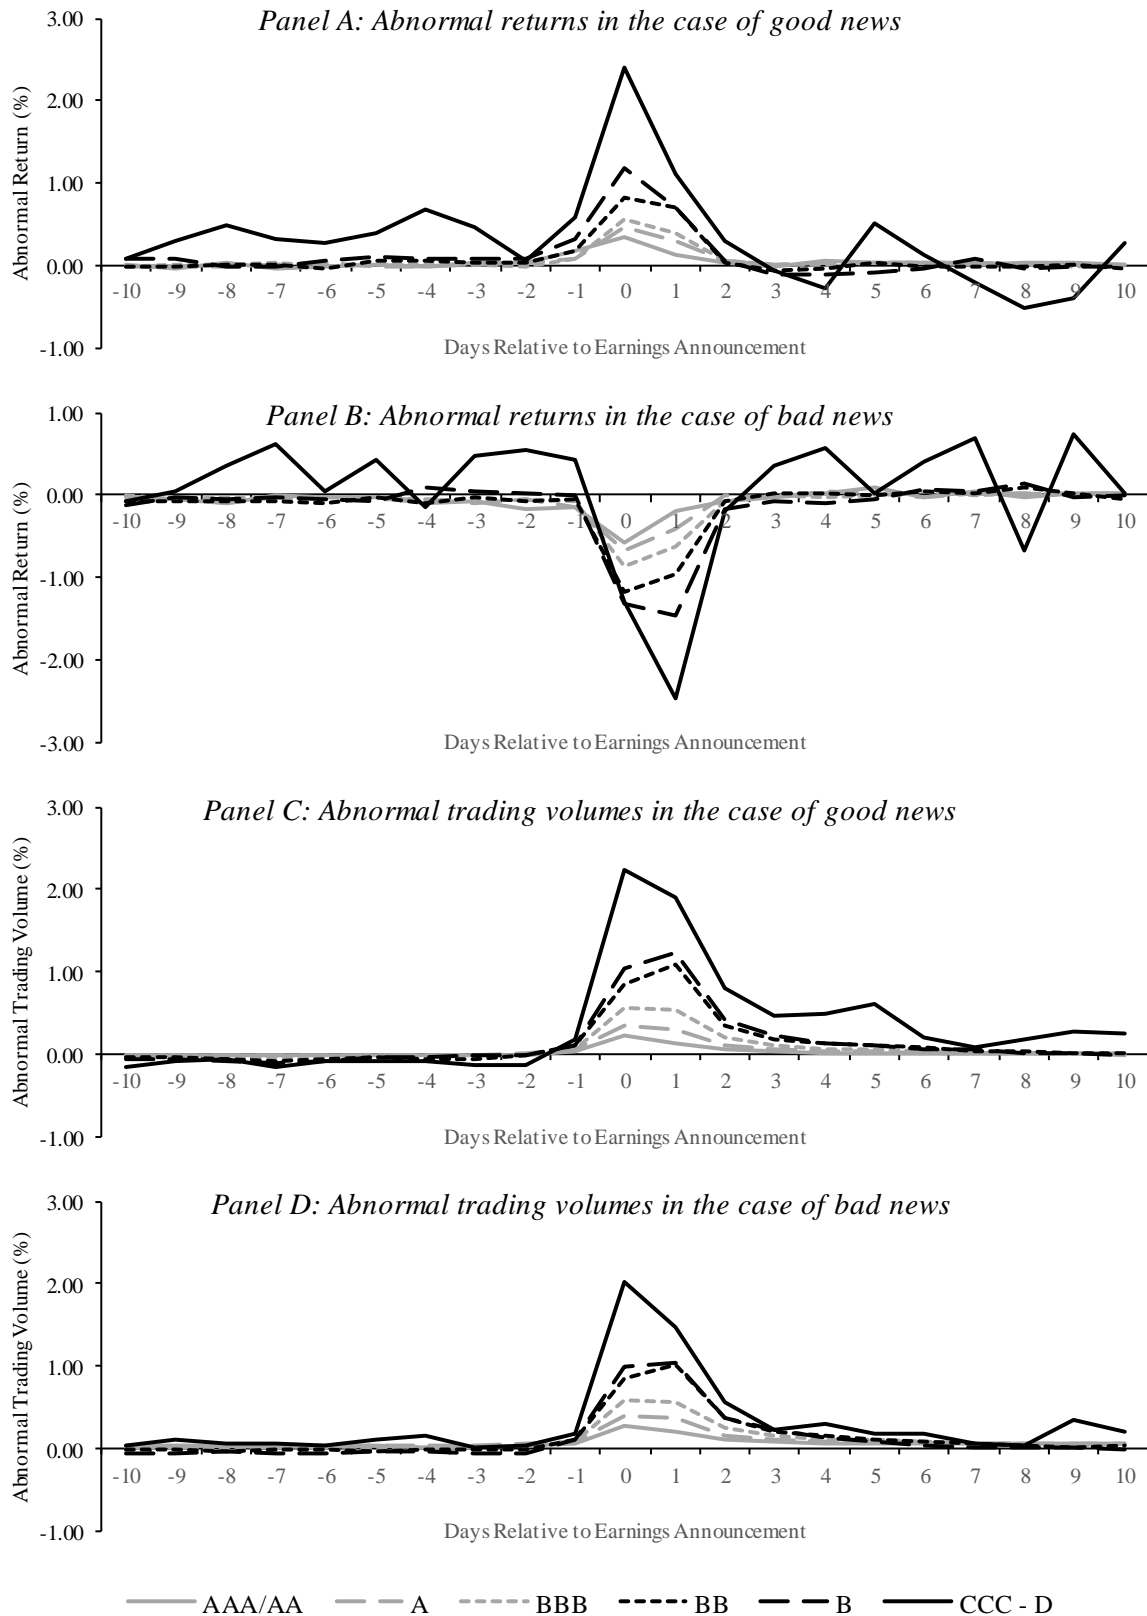 Panel A: Abnormal returns in the case of good news
Abnormal Return (%)
3.00
2.00
1.00
0.00
-1.00
-10 -9 -8 -7 -6 -5 -4 -3 -2 -1 0 1 2 3 4 5 6 7 8 9 10
Days Relative to Earnings Announcement
Panel B: Abnormal returns in the case of bad news
Abnormal Return (%)
1.00
0.00
-1.00
-2.00
-3.00
-10 -9 -8 -7 -6 -5 -4 -3 -2 -1 0 1 2 3 4 5 6 7 8 9 10
Days Relative to Earnings Announcement
Panel C: Abnormal trading volumes in the case of good news
Abnormal Trading Volume (%)
3.00
2.00
1.00
0.00
-1.00
-10 -9 -8 -7 -6 -5 -4 -3 -2 -1 0 1 2 3 4 5 6 7 8 9 10
Days Relative to Earnings Announcement
Panel D: Abnormal trading volumes in the case of bad news
Abnormal Trading Volume (%)
3.00
2.00
1.00
0.00
-1.00
-10 -9 -8 -7 -6 -5 -4 -3 -2 -1 0 1 2 3 4 5 6 7 8 9 10
Days Relative to Earnings Announcement
AAA/AA A BBB BB B CCC - D